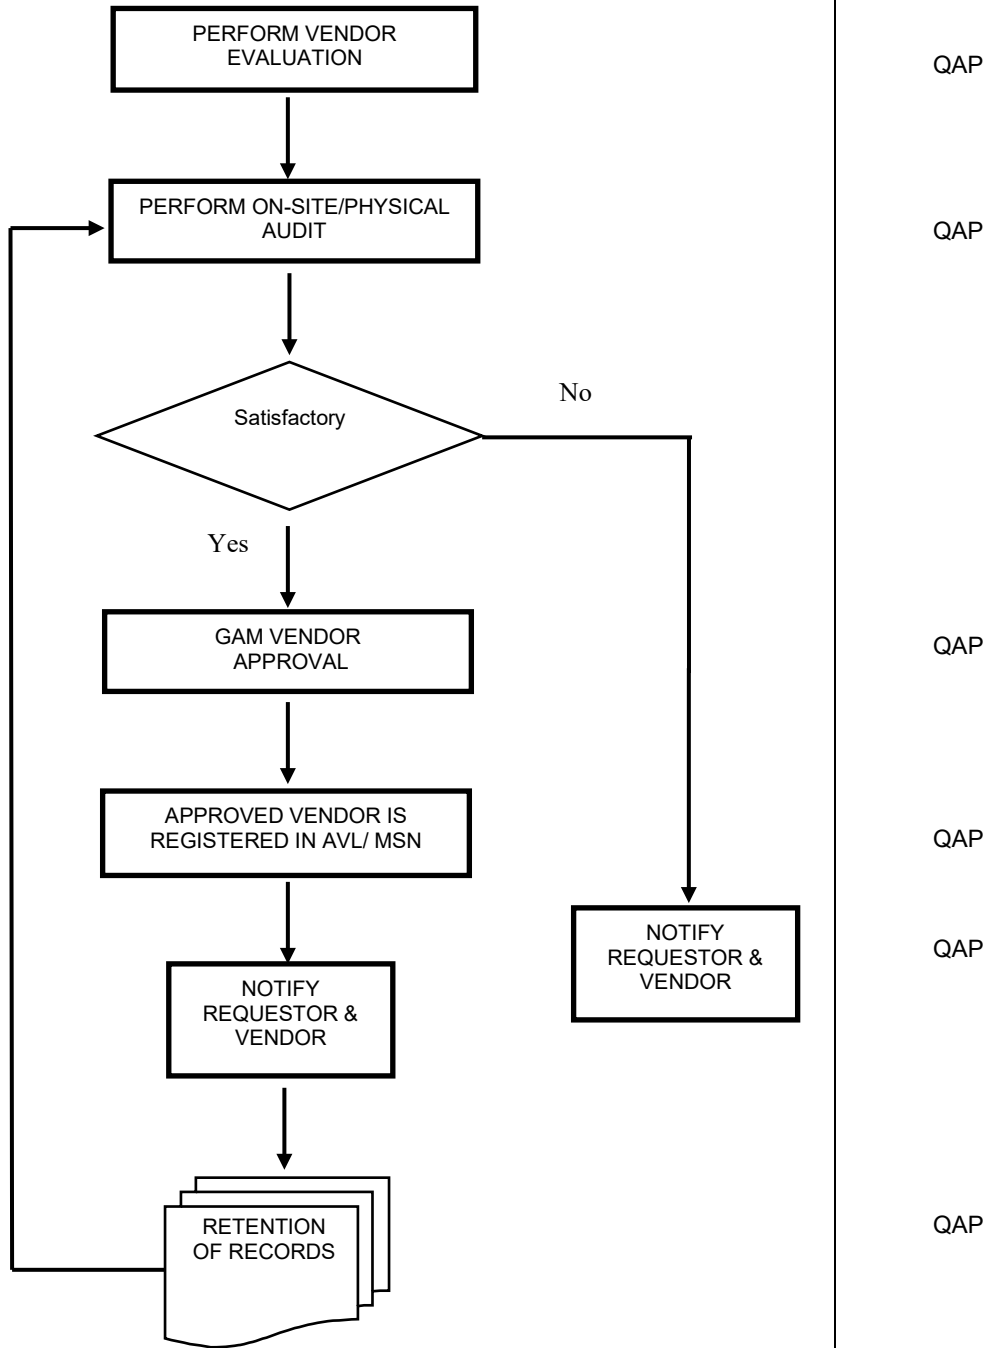 PERFORM VENDOR
EVALUATION
QAP
PERFORM ON-SITE/PHYSICAL
AUDIT
QAP
Satisfactory
No
Yes
GAM VENDOR
APPROVAL
QAP
APPROVED VENDOR IS
REGISTERED IN AVL/ MSN
QAP
NOTIFY
REQUESTOR &
VENDOR
QAP
NOTIFY
REQUESTOR &
VENDOR
RETENTION
OF RECORDS
QAP